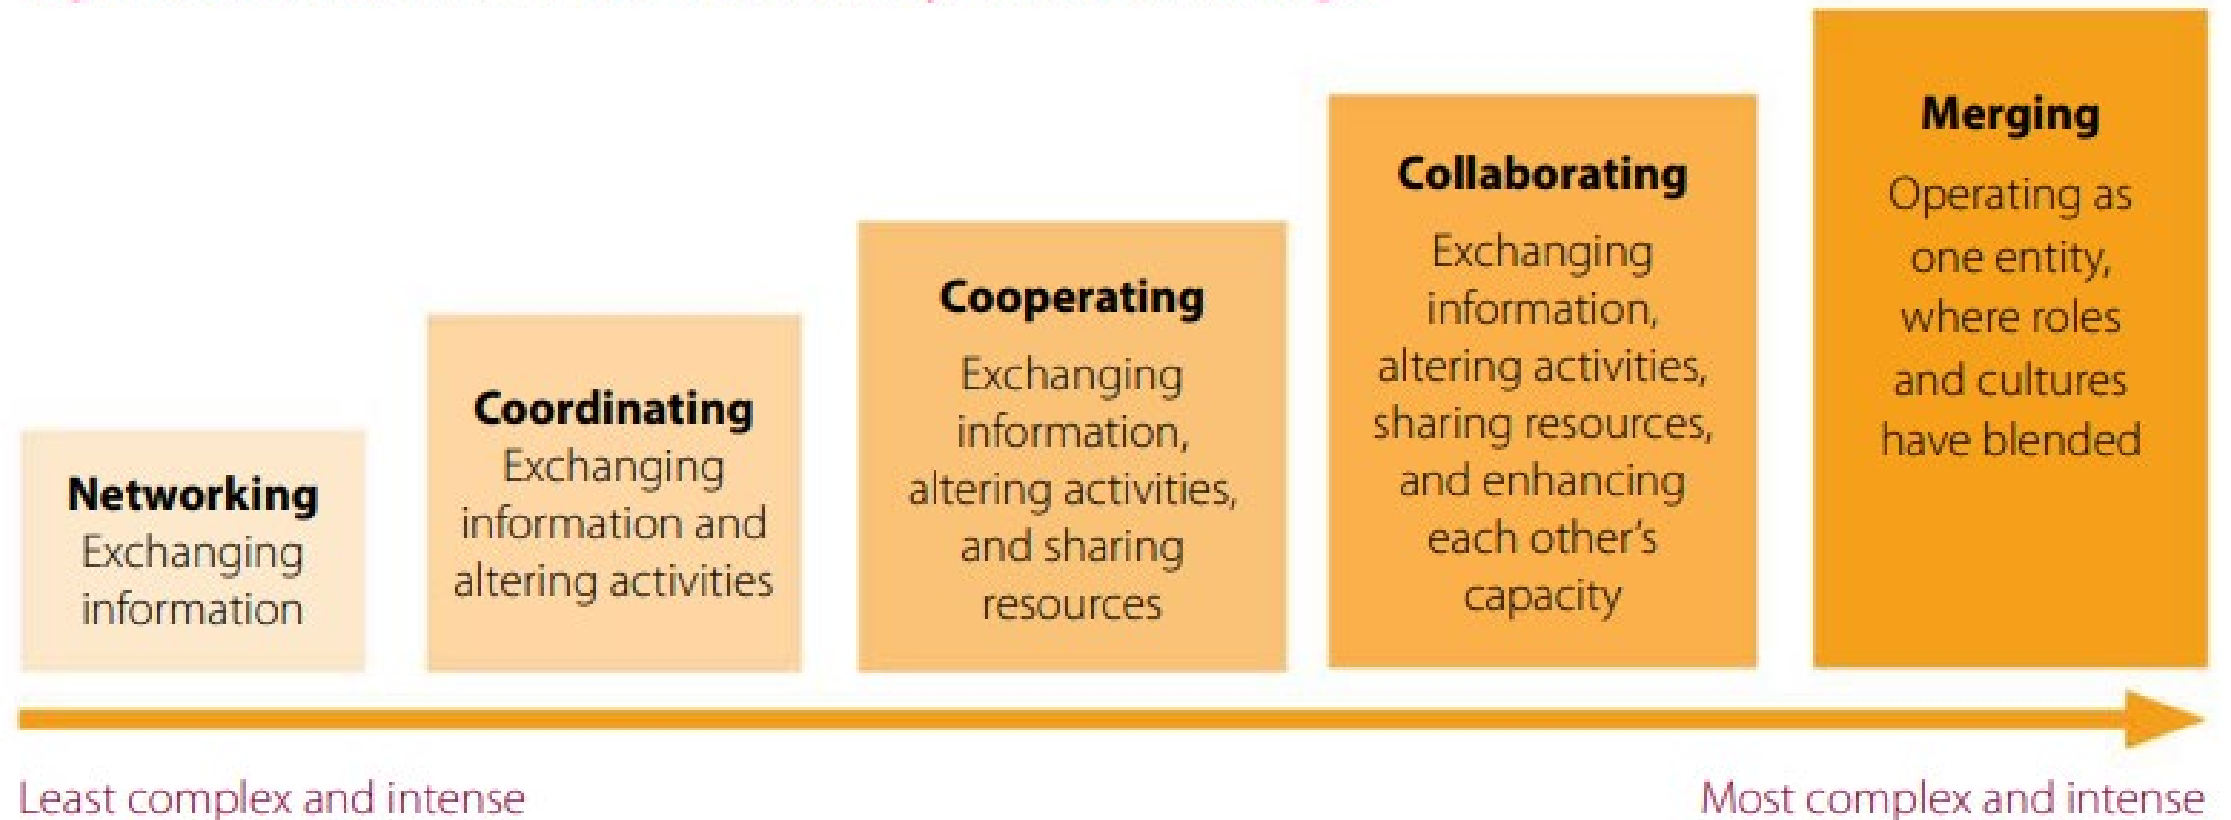 Networking
Exchanging
information
Coordinating
Exchanging
information and
altering activities
Cooperating
Exchanging
information,
altering activities,
and sharing
resources
Collaborating
Exchanging
information,
altering activities,
sharing resources,
and enhancing
each other’s
capacity
Merging
Operating as
one entity,
where roles
and cultures
have blended
Least complex and intense
Most complex and intense